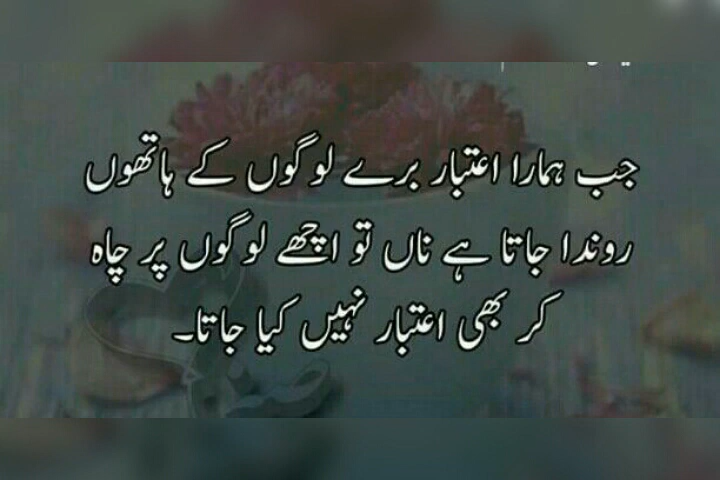 جب ہمارا اعتبار برے لوگوں کے ہاتھوں
روندا جاتا ہے ناں تو اچھے لوگوں پر چاہ
کر بھی اعتبار نہیں کیا جاتا۔